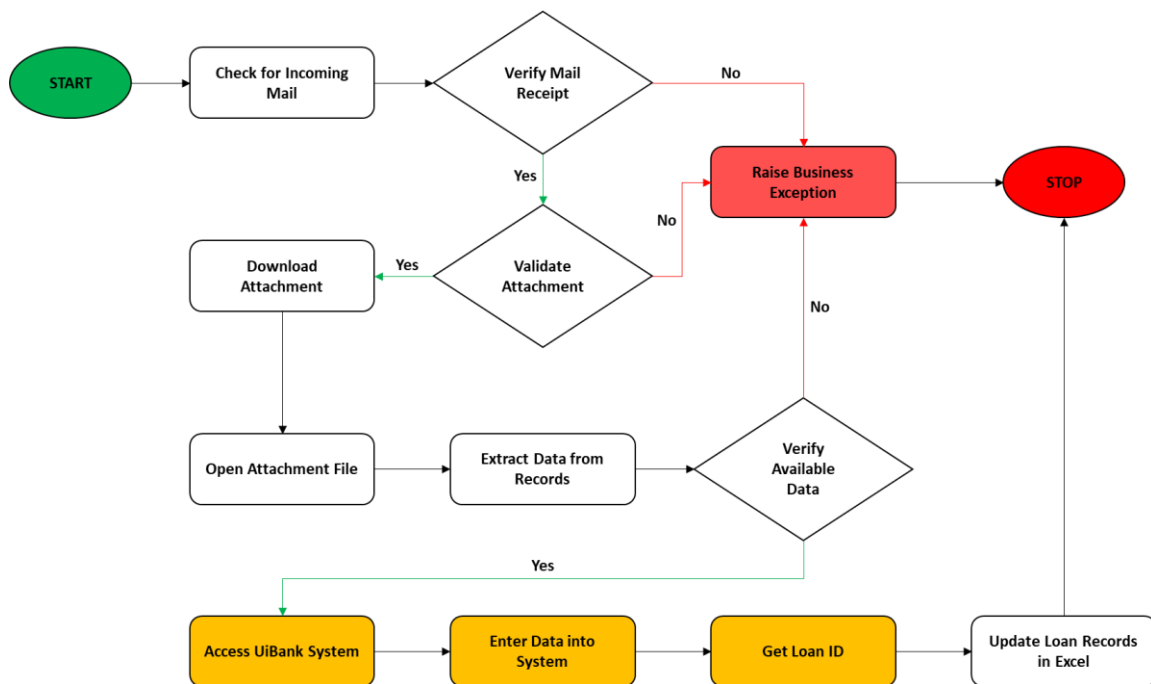 START
Check for Incoming
Mail
Verify Mail
Receipt
No
Raise Business
Exception
STOP
Yes
No
Download
Attachment
Yes
Validate
Attachment
No
Open Attachment File
Extract Data from
Records
Verify
Available
Data
Yes
Access UiBank System
Enter Data into
System
Get Loan ID
Update Loan Records
in Excel